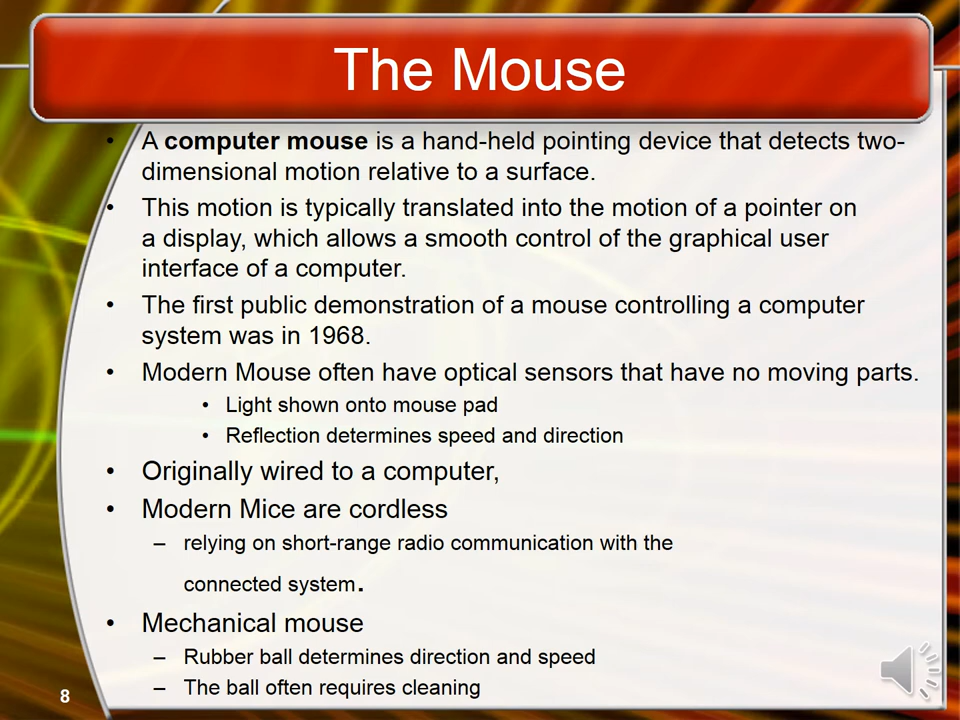 The Mouse
• A computer mouse is a hand-held pointing device that detects two-
dimensional motion relative to a surface.
• This motion is typically translated into the motion of a pointer on
a display, which allows a smooth control of the graphical user
interface of a computer.
• The first public demonstration of a mouse controlling a computer
system was in 1968.
• Modern Mouse often have optical sensors that have no moving parts.
• Light shown onto mouse pad
• Reflection determines speed and direction
• Originally wired to a computer,
• Modern Mice are cordless
– relying on short-range radio communication with the
connected system.
• Mechanical mouse
– Rubber ball determines direction and speed
– The ball often requires cleaning
8